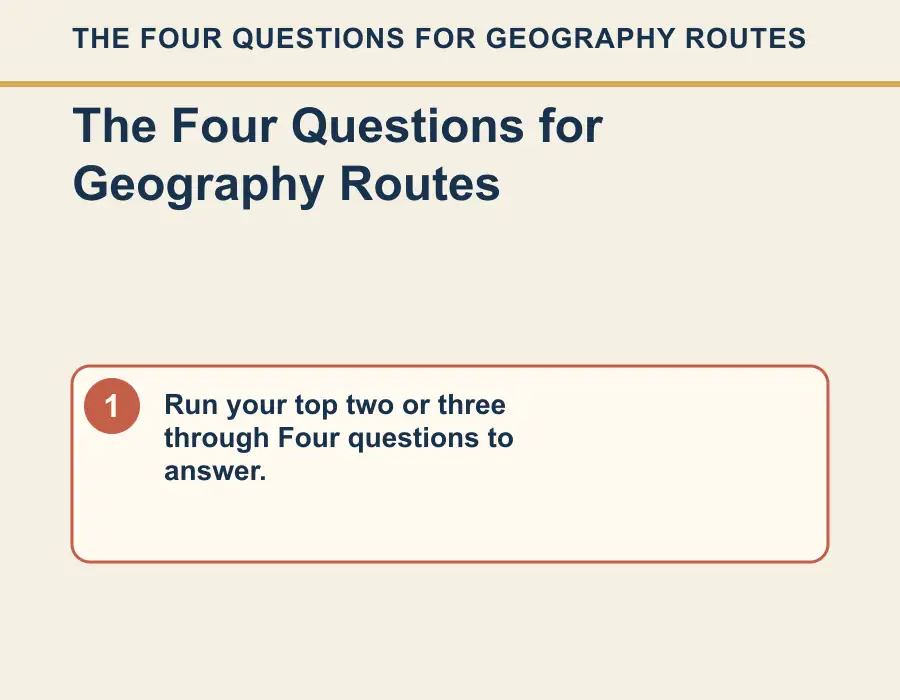 THE FOUR QUESTIONS FOR GEOGRAPHY ROUTES
The Four Questions for
Geography Routes
1
Run your top two or three
through Four questions to
answer.